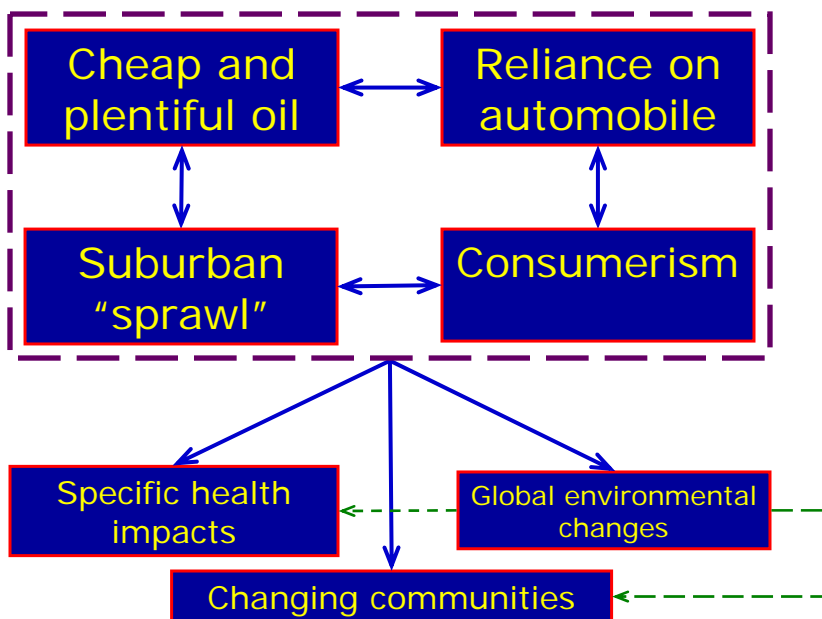 Cheap and
plentiful oil
Reliance on
automobile
Suburban
“sprawl”
Consumerism
Specific health
impacts
Global environmental
changes
Changing communities